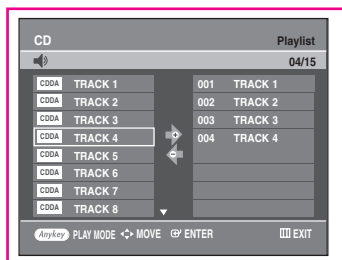 CD Playlist
04/15
CDDA TRACK 1 001 TRACK 1
CDDA TRACK 2 002 TRACK 2
CDDA TRACK 3 003 TRACK 3
CDDA TRACK 4 004 TRACK 4
CDDA TRACK 5
CDDA TRACK 6
CDDA TRACK 7
CDDA TRACK 8
Anykey PLAY MODE MOVE ENTER EXIT